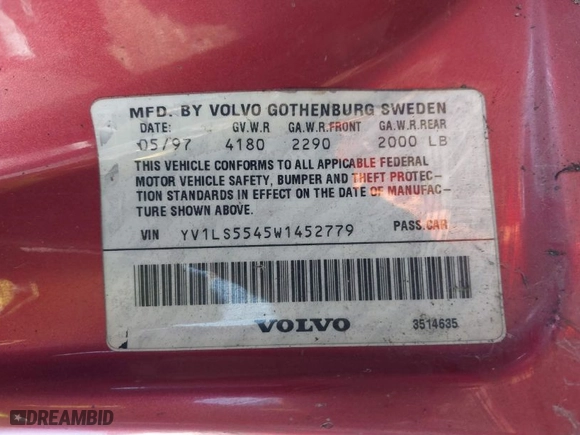 MFD. BY VOLVO GOTHENBURG SWEDEN
DATE: GV.W.R GA.W.R.FRONT GA.W.R.REAR
05/97 4180 2290 2000 LB
THIS VEHICLE CONFORMS TO ALL APPLICABLE FEDERAL
MOTOR VEHICLE SAFETY, BUMPER AND THEFT PROTEC-
TION STANDARDS IN EFFECT ON THE DATE OF MANUFAC-
TURE SHOWN ABOVE.
VIN YV1LS5545W1452779 PASS.CAR
VOLVO 3514635
DREAMBID